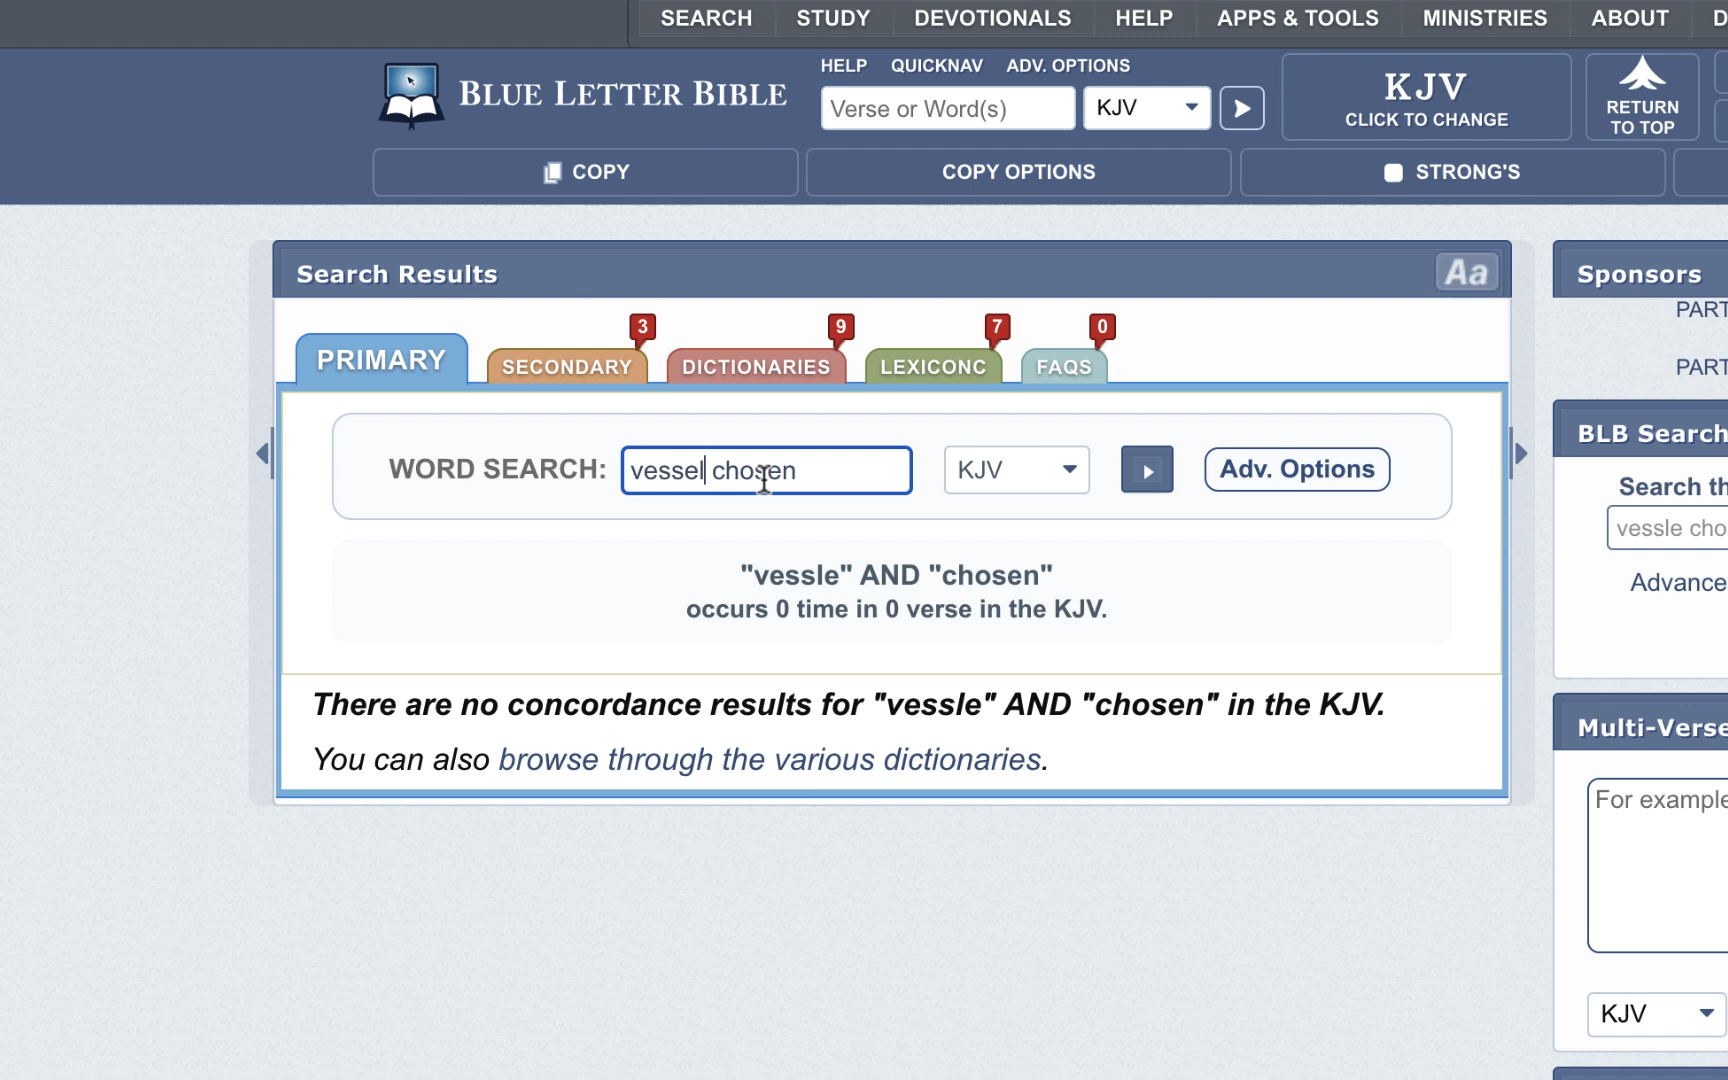 SEARCH STUDY DEVOTIONALS HELP APPS & TOOLS MINISTRIES ABOUT D
BLUE LETTER BIBLE
HELP QUICKNAV ADV. OPTIONS
Verse or Word(s) KJV
KJV
CLICK TO CHANGE
RETURN
TO TOP
COPY COPY OPTIONS STRONG'S
Search Results Aa
3 9 7 0
PRIMARY SECONDARY DICTIONARIES LEXICONC FAQS
WORD SEARCH: vessel chosen KJV Adv. Options
"vessle" AND "chosen"
occurs 0 time in 0 verse in the KJV.
There are no concordance results for "vessle" AND "chosen" in the KJV.
You can also browse through the various dictionaries.
Sponsors
PART
PART
BLB Search
Search th
vessle cho
Advance
Multi-Verse
For example
KJV